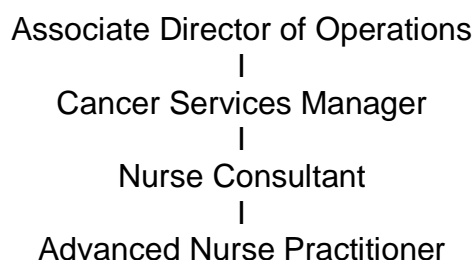 Associate Director of Operations
I
Cancer Services Manager
I
Nurse Consultant
I
Advanced Nurse Practitioner